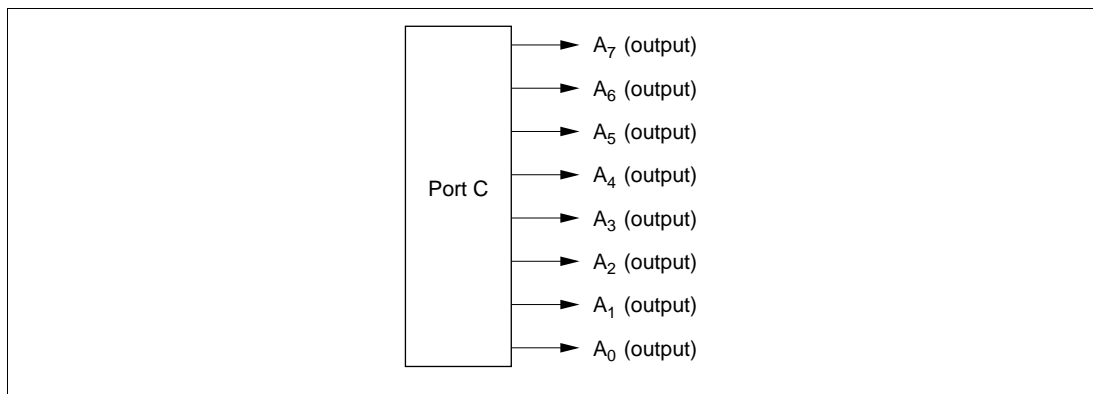 A7 (output)
A6 (output)
A5 (output)
A4 (output)
Port C
A3 (output)
A2 (output)
A1 (output)
A0 (output)